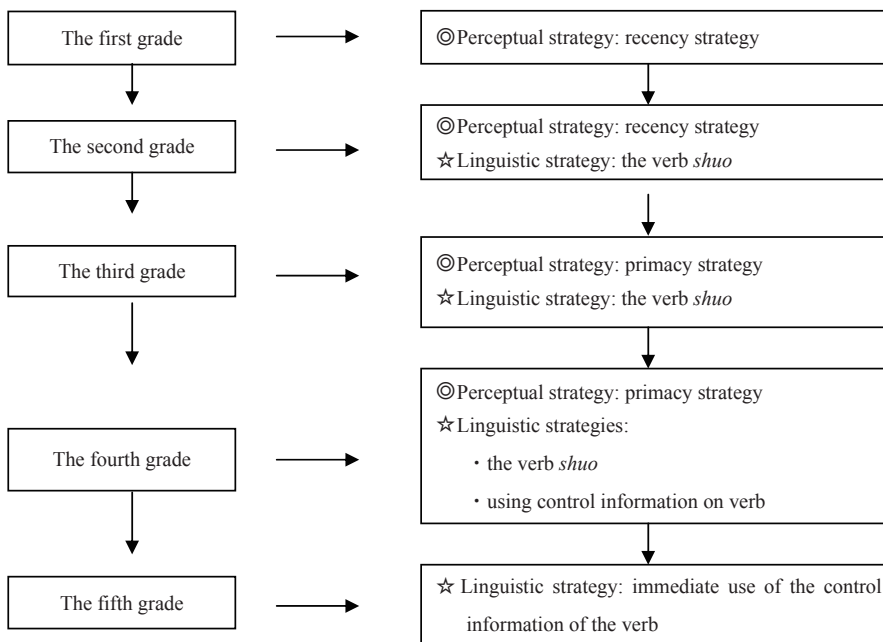 The first grade
◎Perceptual strategy: recency strategy
The second grade
◎Perceptual strategy: recency strategy
☆Linguistic strategy: the verb shuo
The third grade
◎Perceptual strategy: primacy strategy
☆Linguistic strategy: the verb shuo
The fourth grade
◎Perceptual strategy: primacy strategy
☆Linguistic strategies:
・the verb shuo
・using control information on verb
The fifth grade
☆ Linguistic strategy: immediate use of the control
information of the verb